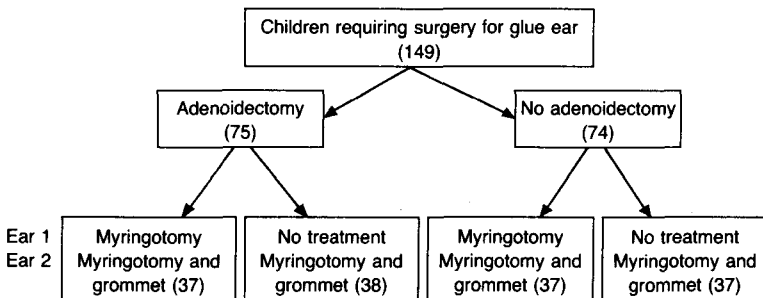 Children requiring surgery for glue ear
(149)
Adenoidectomy
(75)
No adenoidectomy
(74)
Ear 1
Ear 2
Myringotomy
Myringotomy and
grommet (37)
No treatment
Myringotomy and
grommet (38)
Myringotomy
Myringotomy and
grommet (37)
No treatment
Myringotomy and
grommet (37)